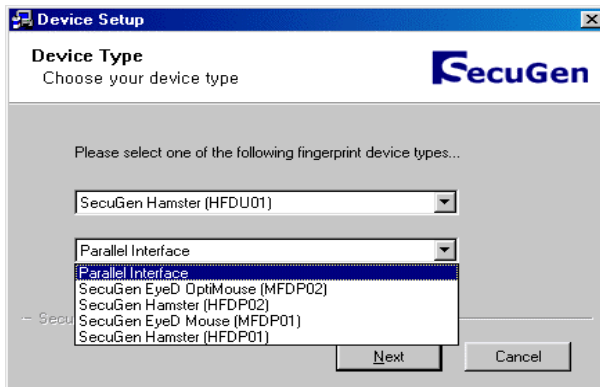 Device Setup
Device Type
Choose your device type
SecuGen
Please select one of the following fingerprint device types...
SecuGen Hamster (HFDU01)
Parallel Interface
Parallel Interface
SecuGen EyeD OptiMouse (MFDP02)
SecuGen Hamster (HFDP02)
SecuGen EyeD Mouse (MFDP01)
SecuGen Hamster (HFDP01)
Next
Cancel